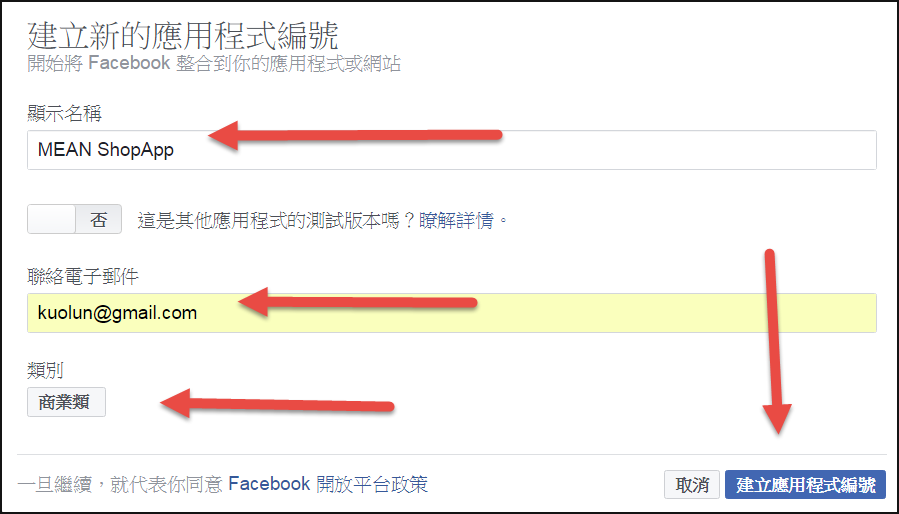 建立新的應用程式編號
開始將 Facebook 整合到你的應用程式或網站
顯示名稱
MEAN ShopApp
否 這是其他應用程式的測試版本嗎？瞭解詳情。
聯絡電子郵件
kuolun@gmail.com
類別
商業類
一旦繼續，就代表你同意 Facebook 開放平台政策 取消 建立應用程式編號